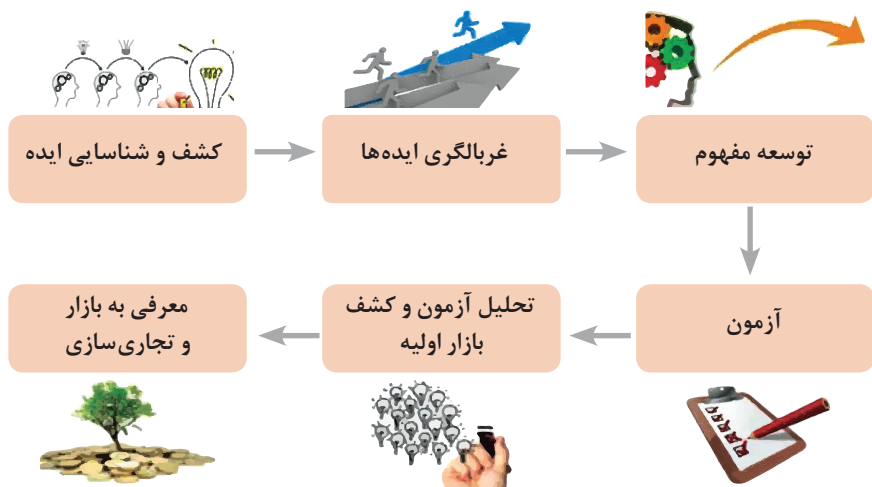 کشف و شناسایی ایده
غربالگری ایده‌ها
توسعه مفهوم
آزمون
تحلیل آزمون و کشف
بازار اولیه
معرفی به بازار
و تجاری‌سازی